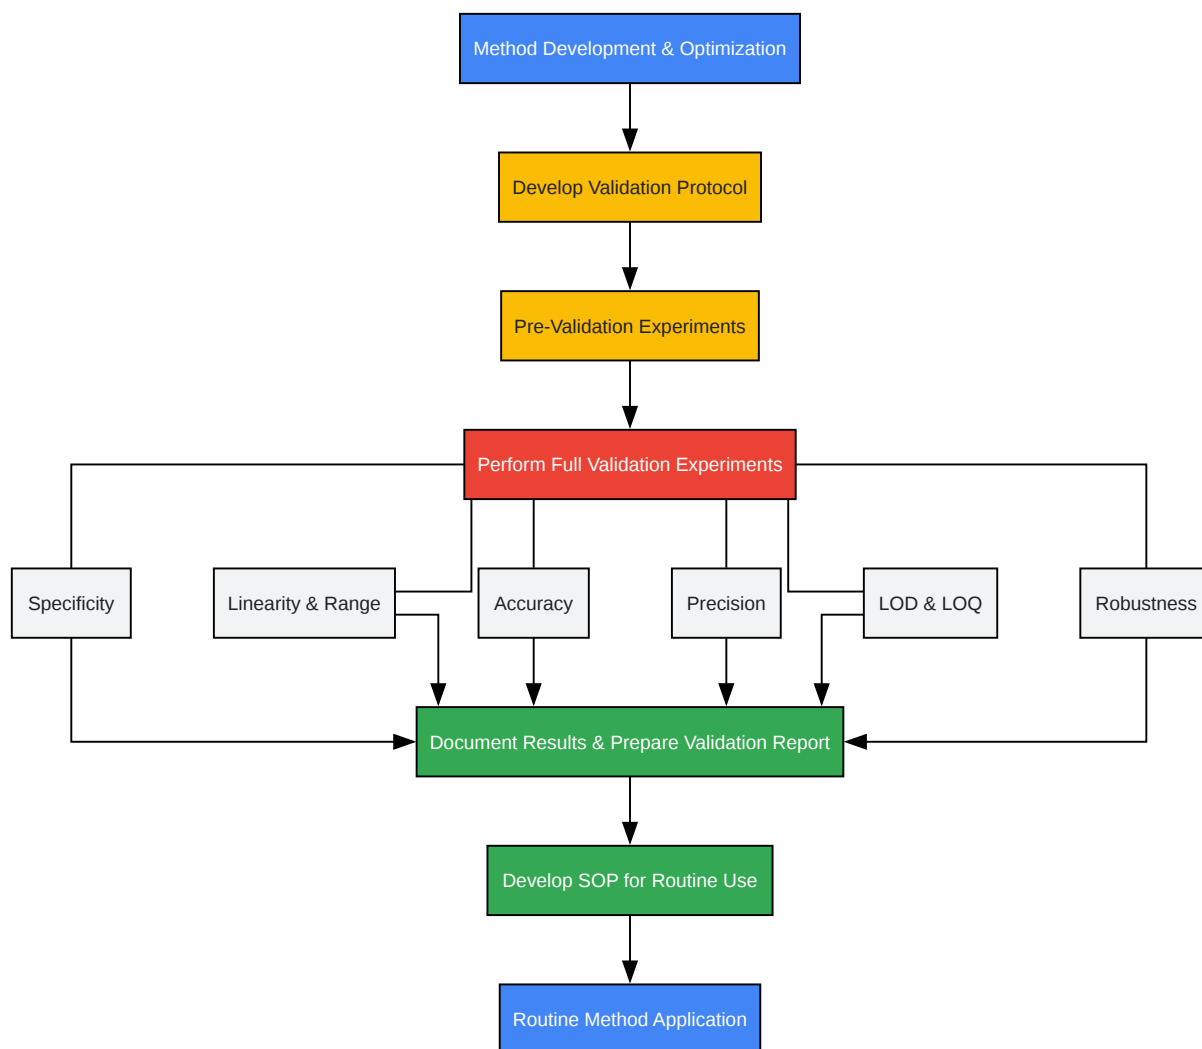 Method Development & Optimization
Develop Validation Protocol
Pre-Validation Experiments
Perform Full Validation Experiments
Specificity
Linearity & Range
Accuracy
Precision
LOD & LOQ
Robustness
Document Results & Prepare Validation Report
Develop SOP for Routine Use
Routine Method Application